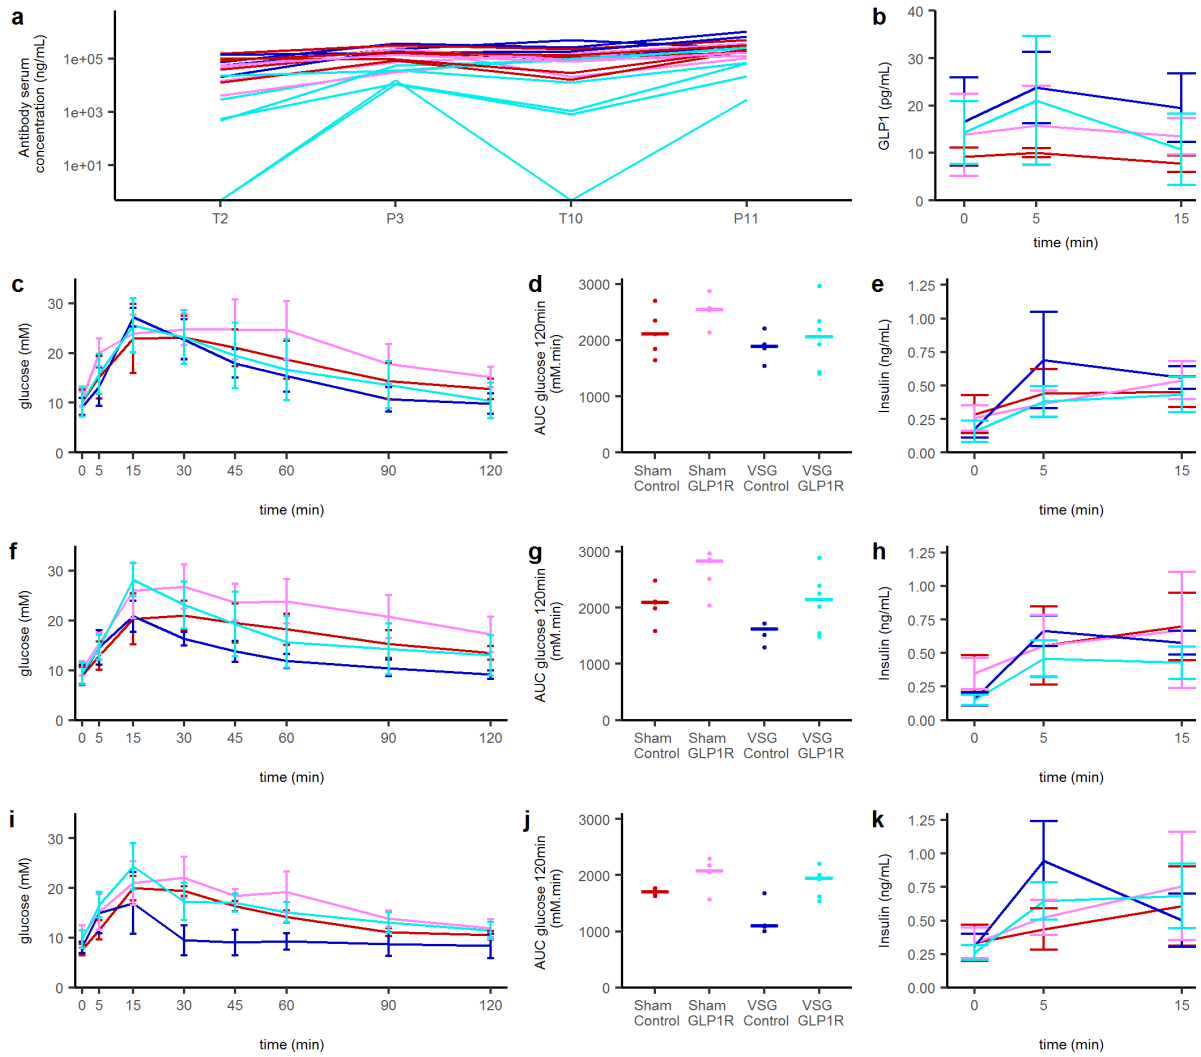 a
Antibody serum
concentration (ng/mL)
1e+05
1e+03
1e+01
T2
P3
T10
P11
b
GLP1 (pg/mL)
40
30
20
10
0
0
5
15
time (min)
c
glucose (mM)
30
20
10
0
0 5 15 30 45 60 90 120
time (min)
d
AUC glucose 120min
(mM.min)
3000
2000
1000
0
Sham Sham VSG VSG
Control GLP1R Control GLP1R
e
Insulin (ng/mL)
1.25
1.00
0.75
0.50
0.25
0.00
0 5 15
time (min)
f
glucose (mM)
30
20
10
0
0 5 15 30 45 60 90 120
time (min)
g
AUC glucose 120min
(mM.min)
3000
2000
1000
0
Sham Sham VSG VSG
Control GLP1R Control GLP1R
h
Insulin (ng/mL)
1.25
1.00
0.75
0.50
0.25
0.00
0 5 15
time (min)
i
glucose (mM)
30
20
10
0
0 5 15 30 45 60 90 120
time (min)
j
AUC glucose 120min
(mM.min)
3000
2000
1000
0
Sham Sham VSG VSG
Control GLP1R Control GLP1R
k
Insulin (ng/mL)
1.25
1.00
0.75
0.50
0.25
0.00
0 5 15
time (min)